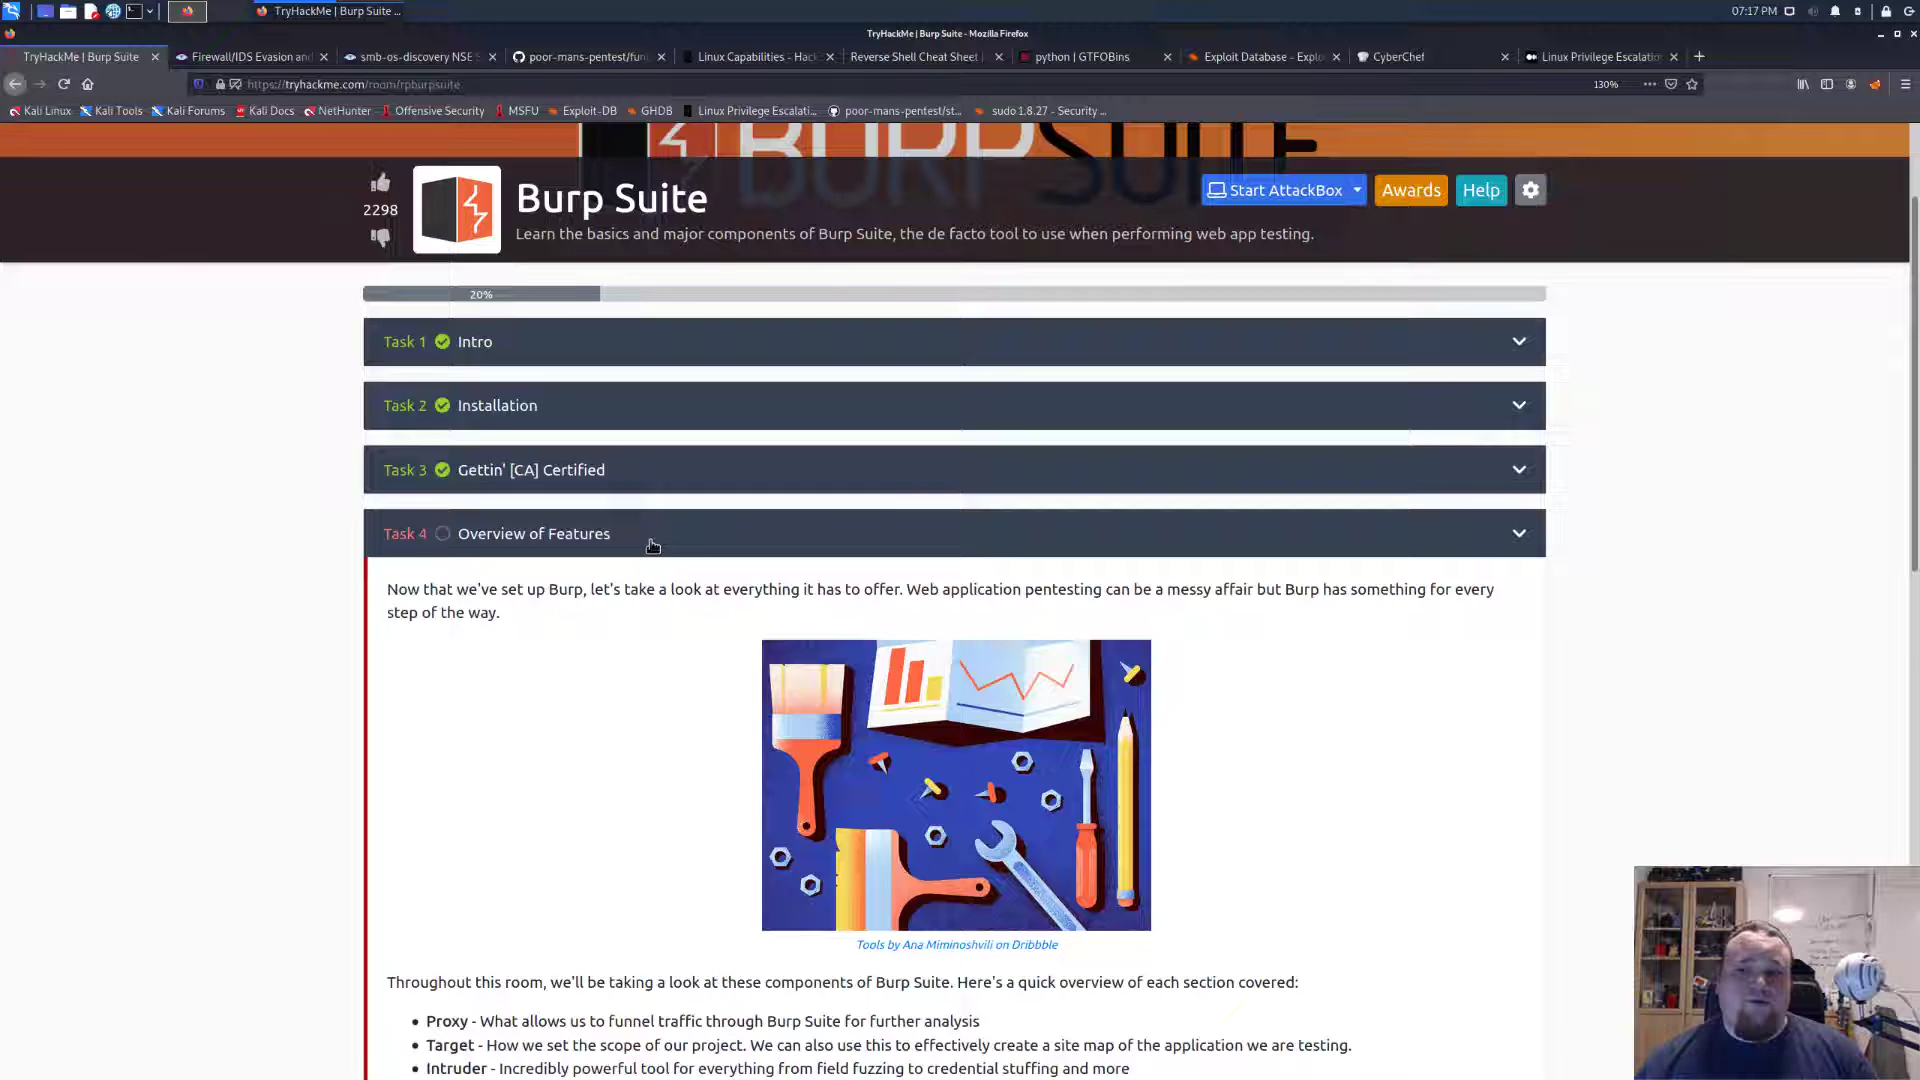 TryHackMe | Burp Suite ...
07:17 PM
TryHackMe | Burp Suite - Mozilla Firefox
TryHackMe | Burp Suite
Firewall/IDS Evasion and
smb-os-discovery NSE S
poor-mans-pentest/fun
Linux Capabilities - Hack
Reverse Shell Cheat Sheet
python | GTFOBins
Exploit Database - Explo
CyberChef
Linux Privilege Escalatio
https://tryhackme.com/room/rpburpsuite
130%
Kali Linux
Kali Tools
Kali Forums
Kali Docs
NetHunter
Offensive Security
MSFU
Exploit-DB
GHDB
Linux Privilege Escalati...
poor-mans-pentest/st...
sudo 1.8.27 - Security ...
BURPSUITE
2298
Burp Suite
Learn the basics and major components of Burp Suite, the de facto tool to use when performing web app testing.
Start AttackBox
Awards
Help
20%
Task 1 Intro
Task 2 Installation
Task 3 Gettin' [CA] Certified
Task 4 Overview of Features
Now that we've set up Burp, let's take a look at everything it has to offer. Web application pentesting can be a messy affair but Burp has something for every
step of the way.
Tools by Ana Miminoshvili on Dribbble
Throughout this room, we'll be taking a look at these components of Burp Suite. Here's a quick overview of each section covered:
• Proxy - What allows us to funnel traffic through Burp Suite for further analysis
• Target - How we set the scope of our project. We can also use this to effectively create a site map of the application we are testing.
• Intruder - Incredibly powerful tool for everything from field fuzzing to credential stuffing and more